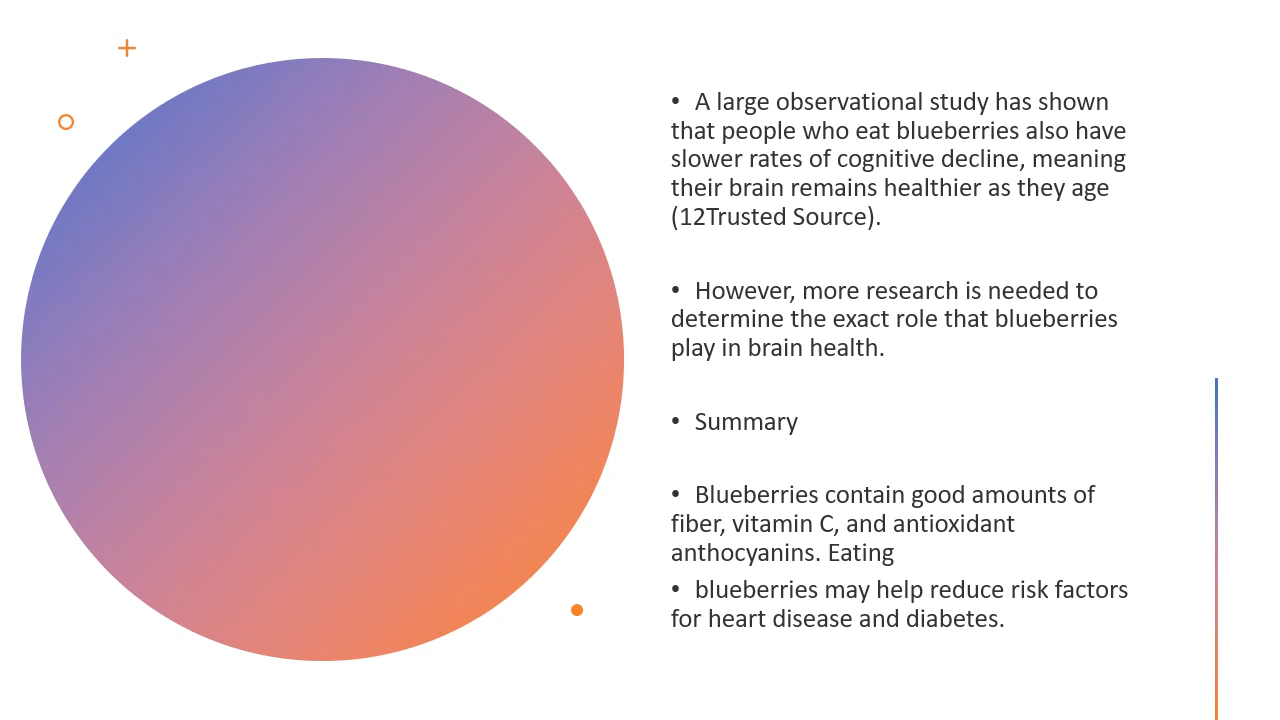 • A large observational study has shown
that people who eat blueberries also have
slower rates of cognitive decline, meaning
their brain remains healthier as they age
(12Trusted Source).
• However, more research is needed to
determine the exact role that blueberries
play in brain health.
• Summary
• Blueberries contain good amounts of
fiber, vitamin C, and antioxidant
anthocyanins. Eating
• blueberries may help reduce risk factors
for heart disease and diabetes.